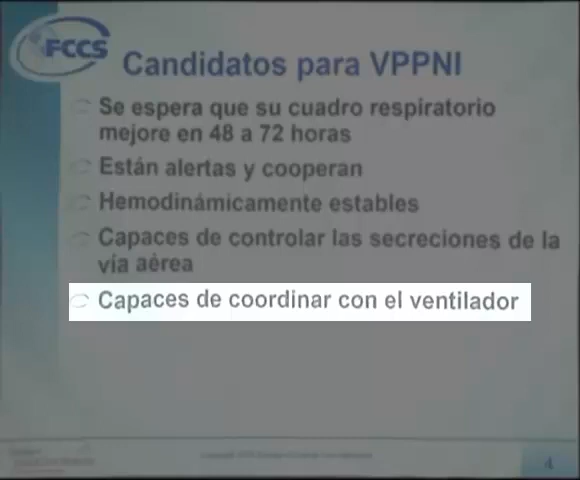 FCCS
Candidatos para VPPNI
Se espera que su cuadro respiratorio
mejore en 48 a 72 horas
Están alertas y cooperan
Hemodinámicamente estables
Capaces de controlar las secreciones de la
vía aérea
Capaces de coordinar con el ventilador
4